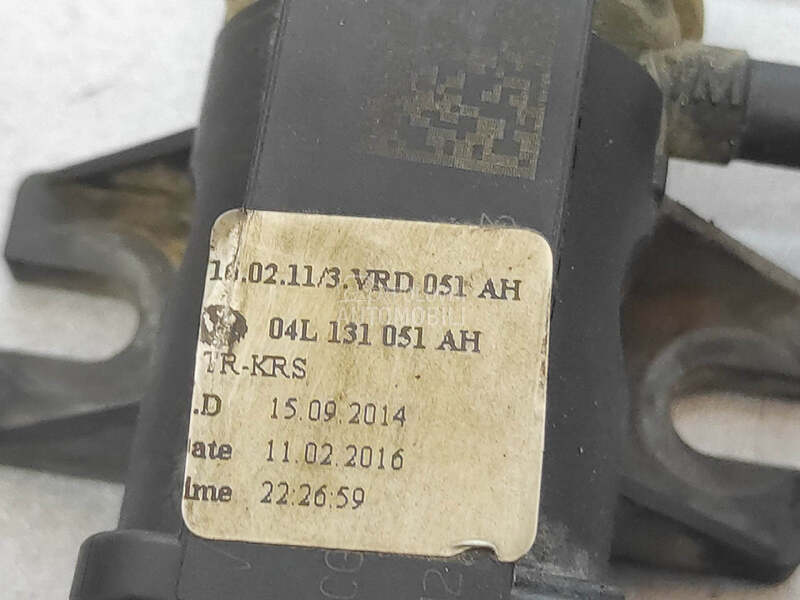 16.02.11/3.VRD 051 AH
04L 131 051 AH
TR-KRS
.D 15.09.2014
ate 11.02.2016
ime 22:26:59